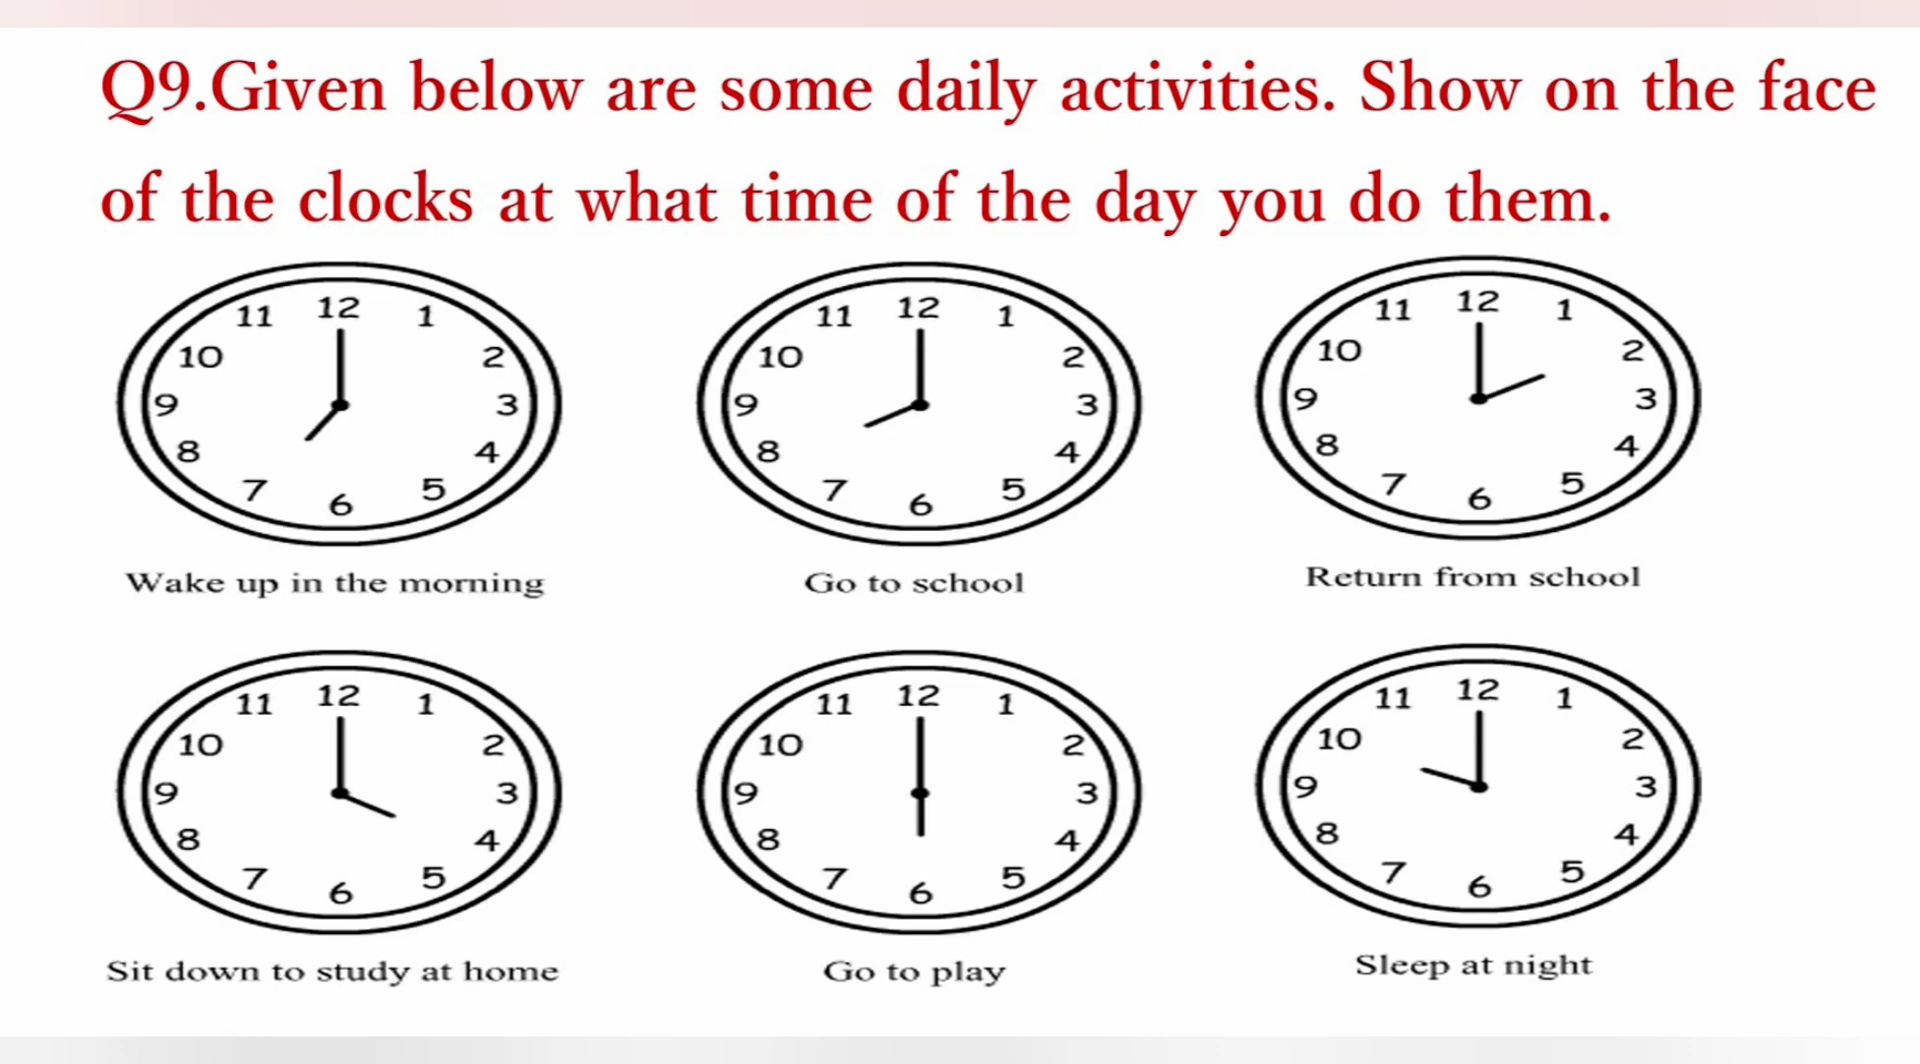 Q9.Given below are some daily activities. Show on the face
of the clocks at what time of the day you do them.
11 12 1
10 2
9 3
8 4
7 6 5
Wake up in the morning
11 12 1
10 2
9 3
8 4
7 6 5
Go to school
11 12 1
10 2
9 3
8 4
7 6 5
Return from school
11 12 1
10 2
9 3
8 4
7 6 5
Sit down to study at home
11 12 1
10 2
9 3
8 4
7 6 5
Go to play
11 12 1
10 2
9 3
8 4
7 6 5
Sleep at night